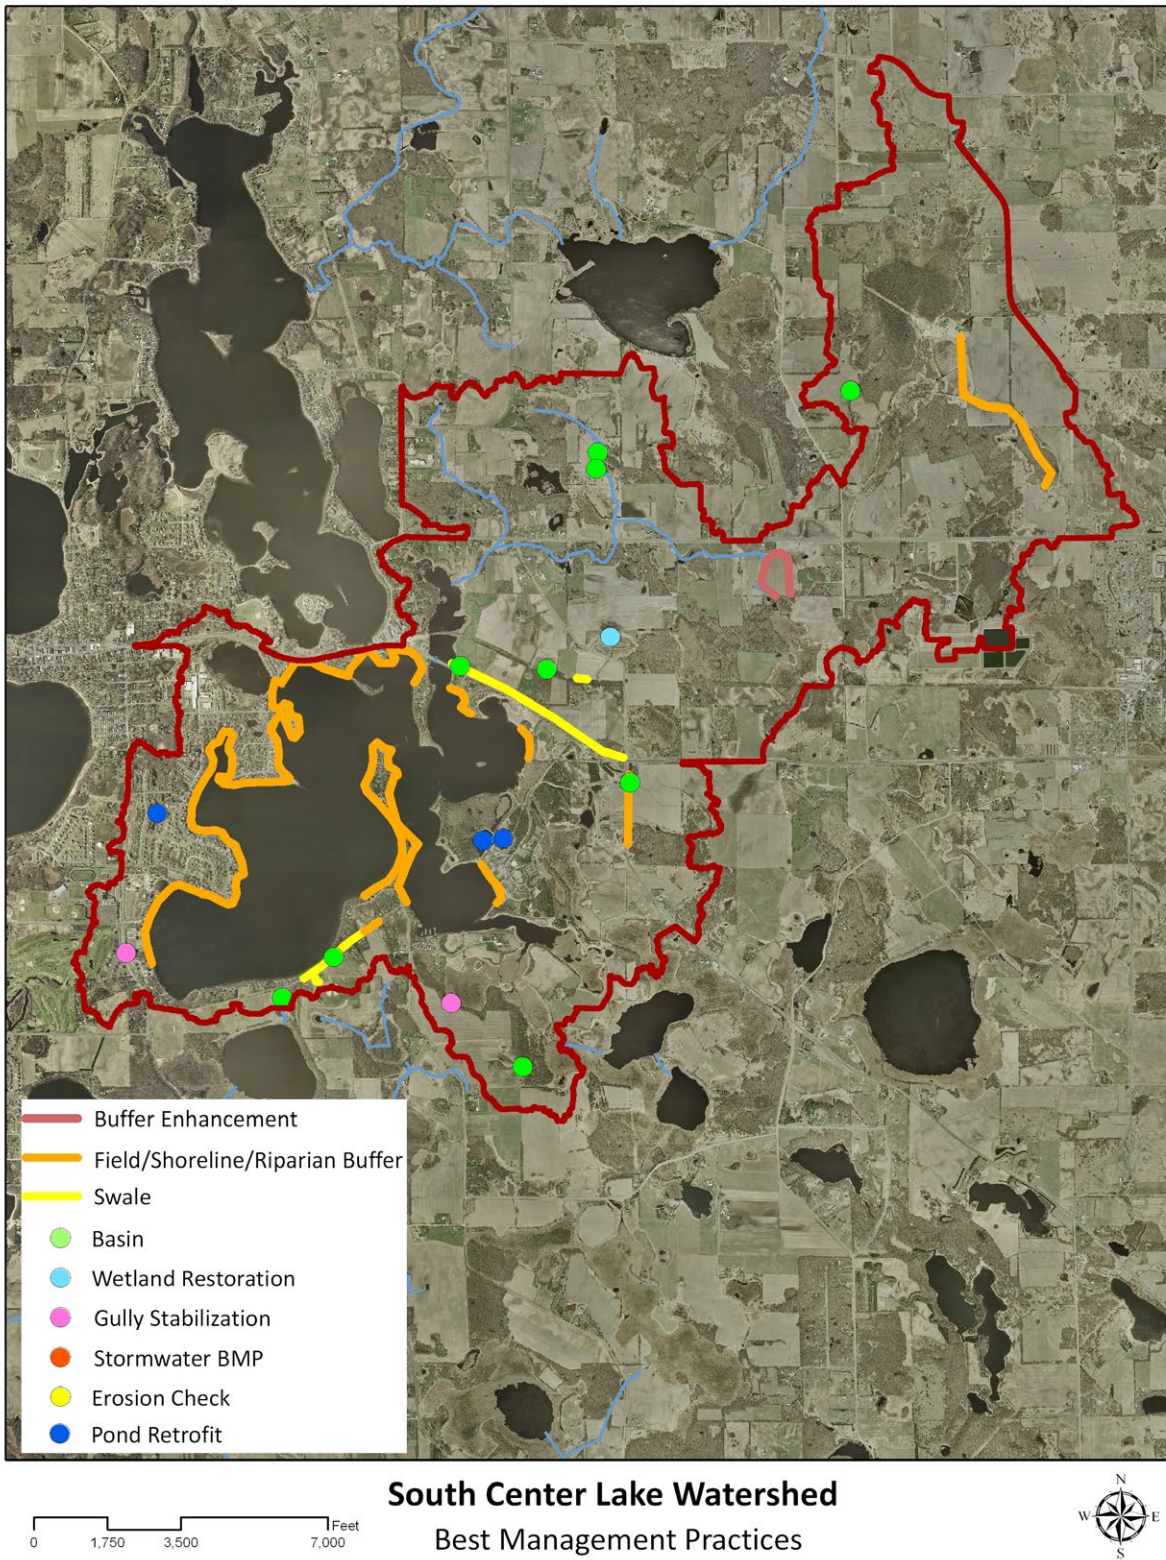 Buffer Enhancement
Field/Shoreline/Riparian Buffer
Swale
Basin
Wetland Restoration
Gully Stabilization
Stormwater BMP
Erosion Check
Pond Retrofit
South Center Lake Watershed
Best Management Practices
Feet
0 1,750 3,500 7,000
N
W E
S